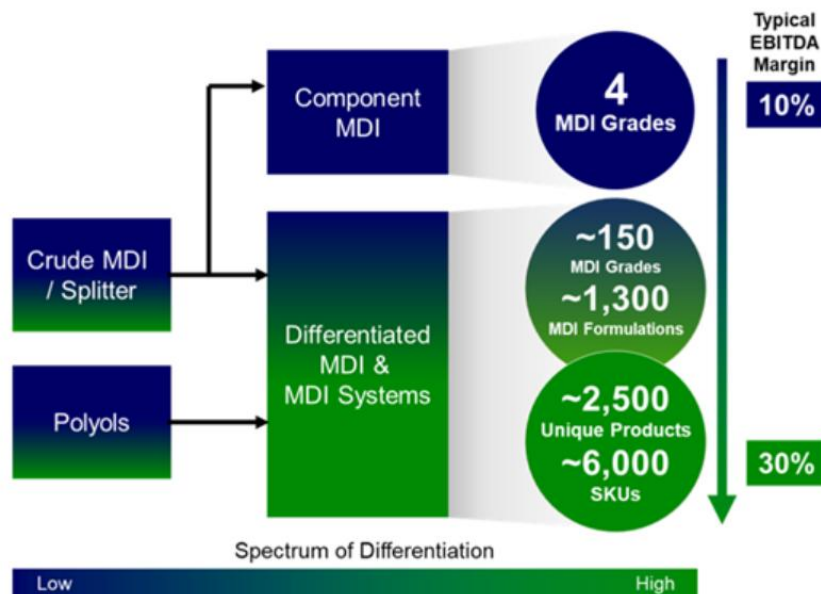 Typical
EBITDA
Margin
10%
Component
MDI
4
MDI Grades
Crude MDI
/ Splitter
Differentiated
MDI &
MDI Systems
~150
MDI Grades
~1,300
MDI Formulations
Polyols
~2,500
Unique Products
~6,000
SKUs
30%
Spectrum of Differentiation
Low
High